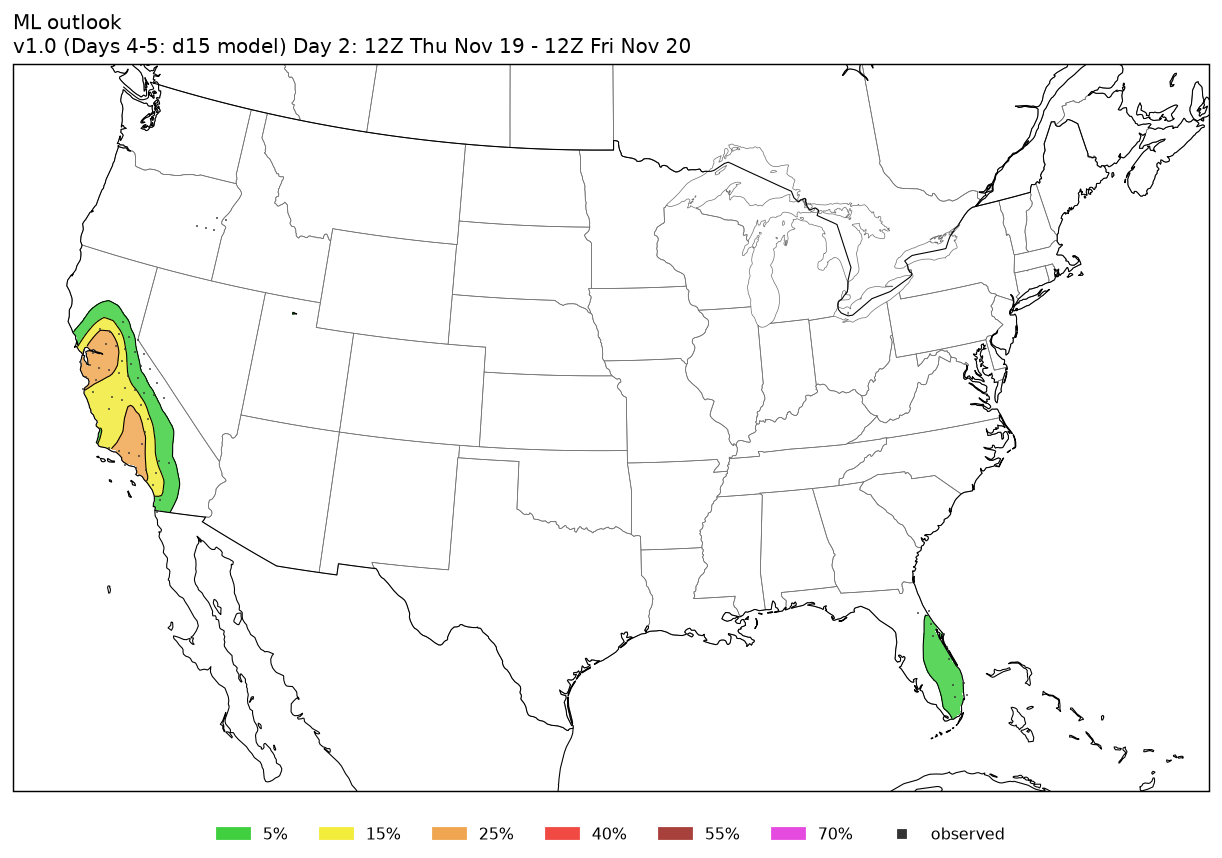 ML outlook
v1.0 (Days 4-5: d15 model) Day 2: 12Z Thu Nov 19 - 12Z Fri Nov 20
5% 15% 25% 40% 55% 70% observed